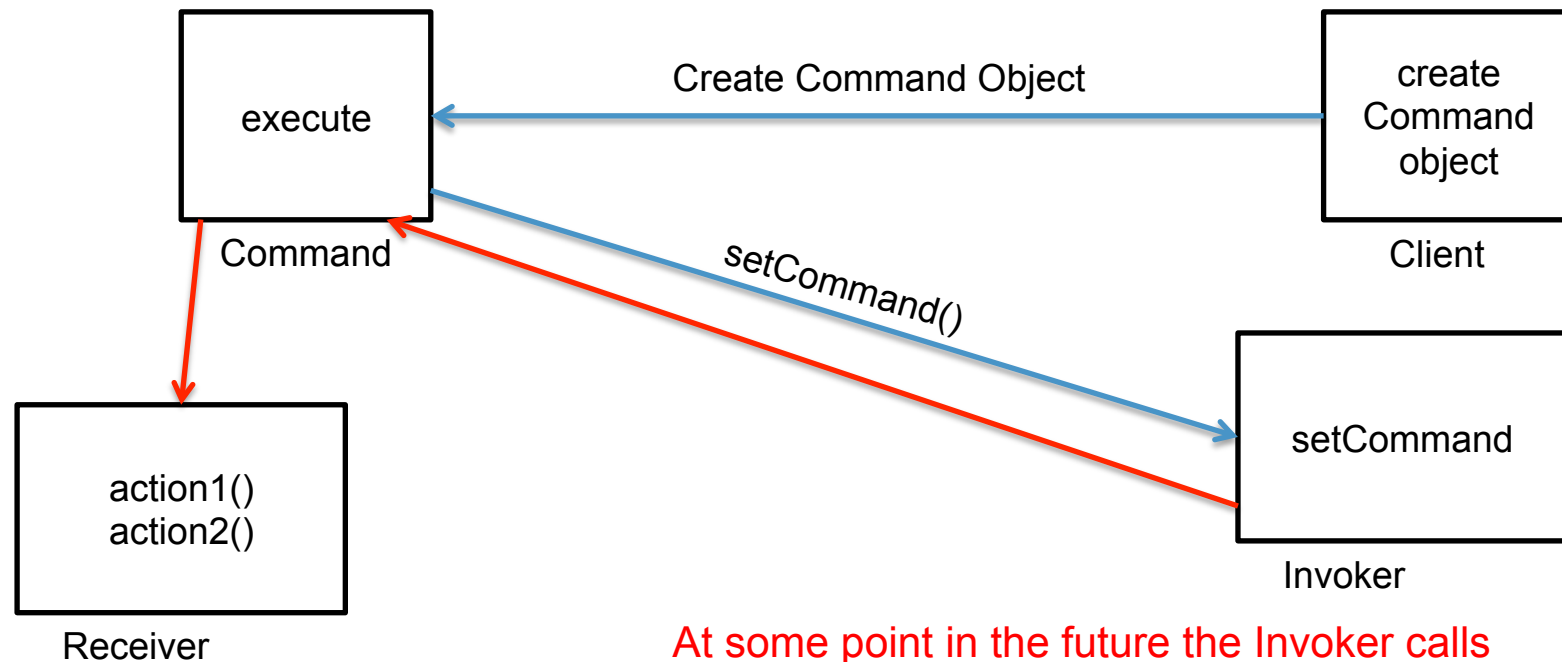 Create Command Object
execute
create
Command
object
Command
Client
setCommand()
setCommand
action1()
action2()
Invoker
Receiver
At some point in the future the Invoker calls